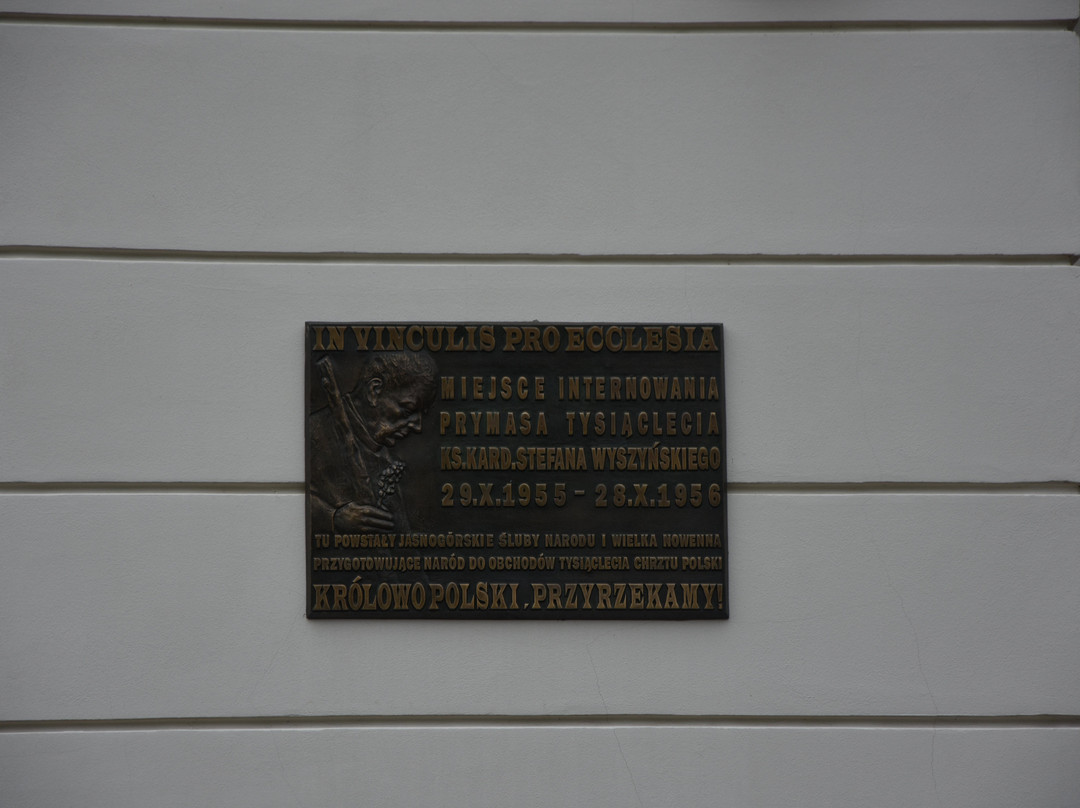 IN VINCULIS PRO ECCLESIA
MIEJSCE INTERNOWANIA
PRYMASA TYSIĄCLECIA
KS.KARD.STEFANA WYSZYŃSKIEGO
29.X.1955 - 28.X.1956
TU POWSTAŁY JASNOGÓRSKIE ŚLUBY NARODU I WIELKA NOWENNA
PRZYGOTOWUJĄCE NARÓD DO OBCHODÓW TYSIĄCLECIA CHRZTU POLSKI
KRÓLOWO POLSKI, PRZYRZEKAMY!